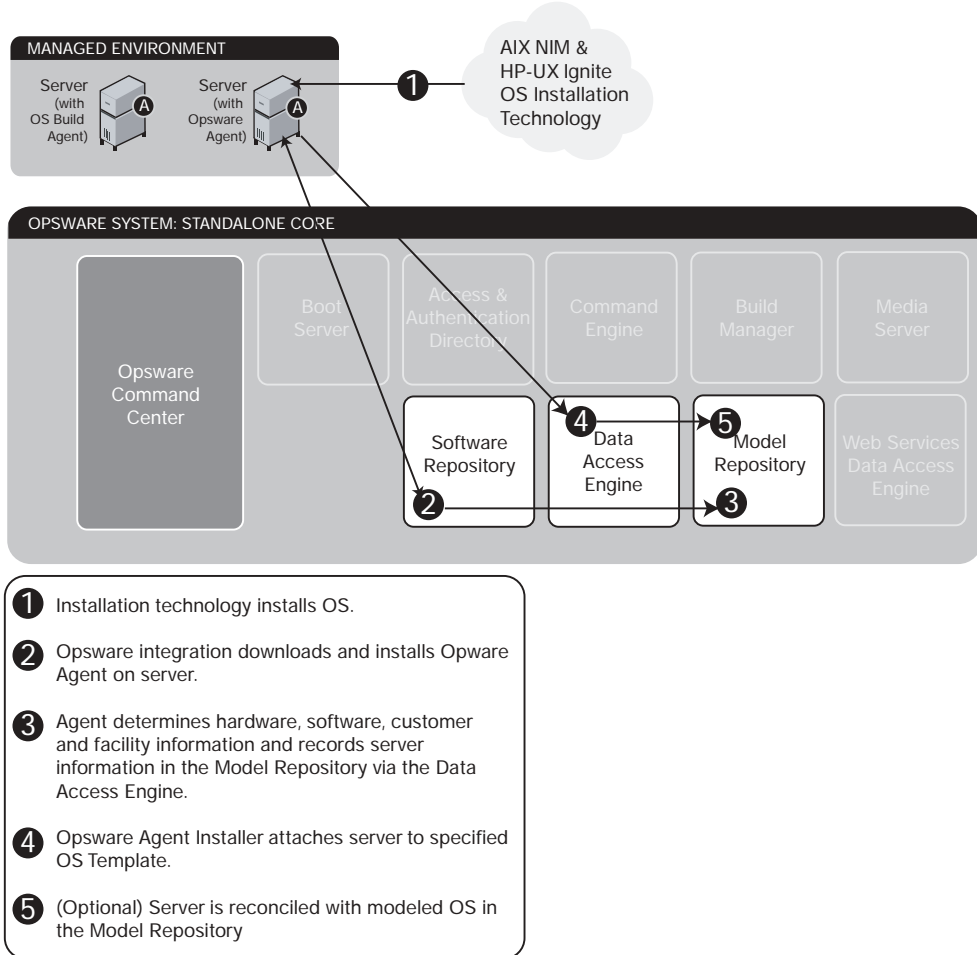 MANAGED ENVIRONMENT
Server
(with
OS Build
Agent)
A
Server
(with
Opsware
Agent)
A
1
AIX NIM &
HP-UX Ignite
OS Installation
Technology
OPSWARE SYSTEM: STANDALONE CORE
Opsware
Command
Center
Boot
Server
Access &
Authentication
Directory
Command
Engine
Build
Manager
Media
Server
Software
Repository
2
4
Data
Access
Engine
5
Model
Repository
3
Web Services
Data Access
Engine
1 Installation technology installs OS.
2 Opsware integration downloads and installs Opware
Agent on server.
3 Agent determines hardware, software, customer
and facility information and records server
information in the Model Repository via the Data
Access Engine.
4 Opsware Agent Installer attaches server to specified
OS Template.
5 (Optional) Server is reconciled with modeled OS in
the Model Repository